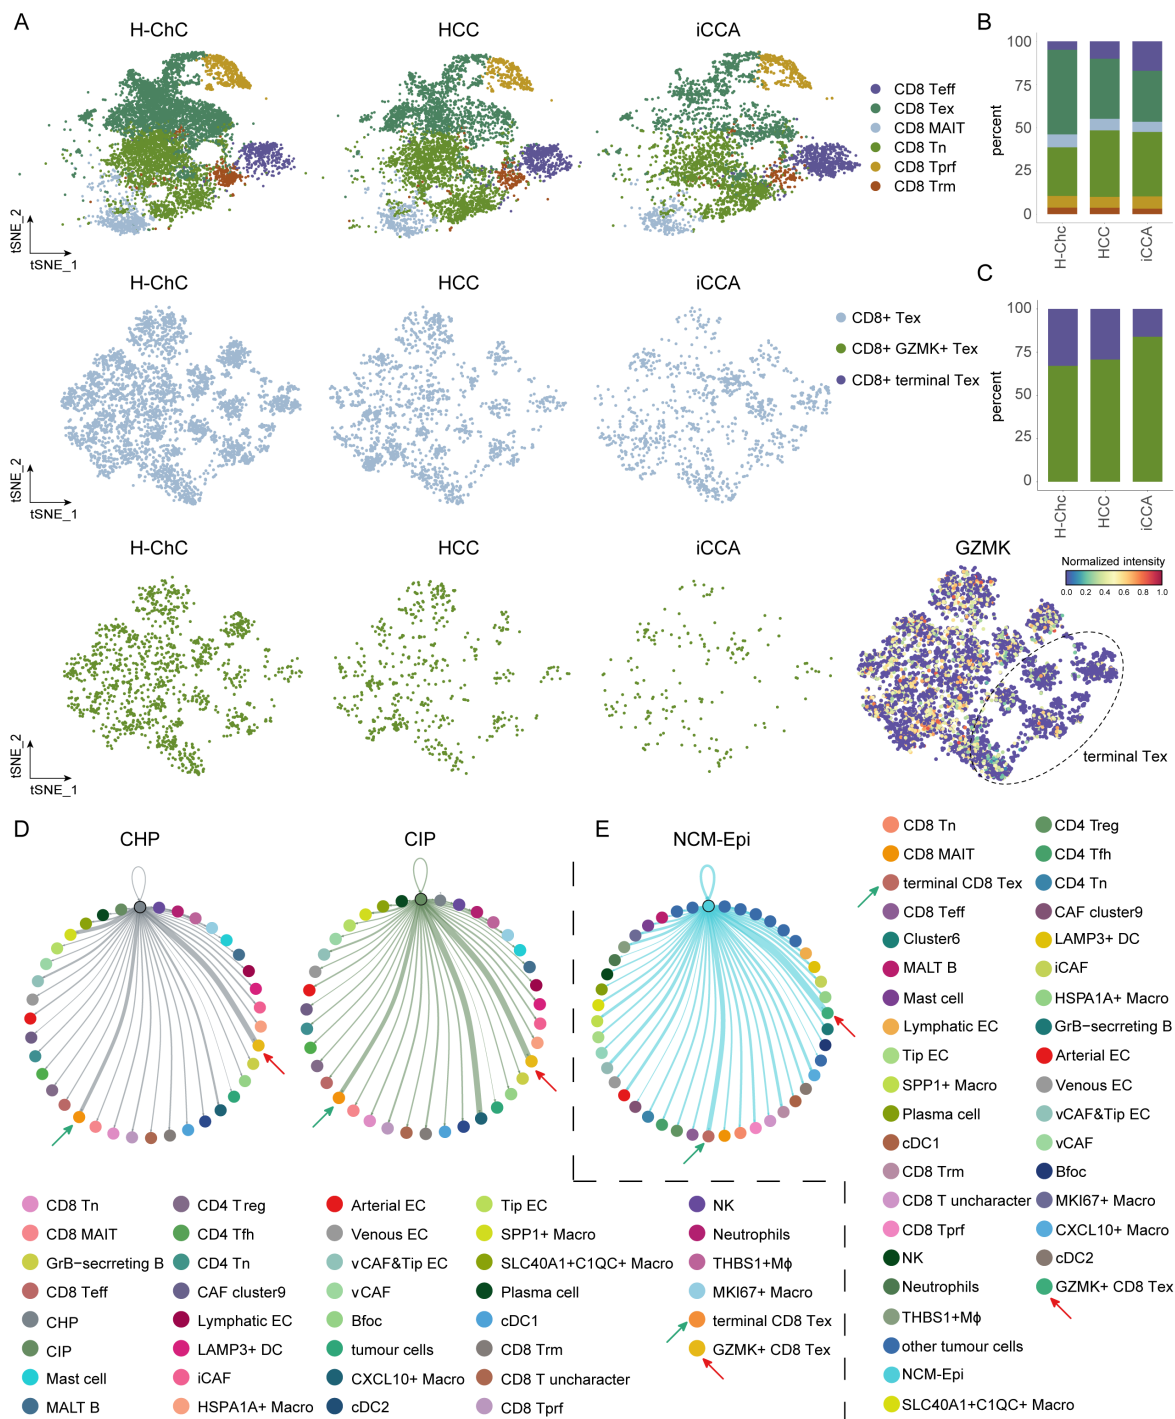 A
H-ChC
HCC
iCCA
CD8 Teff
CD8 Tex
CD8 MAIT
CD8 Tn
CD8 Tprf
CD8 Trm
tSNE_2
tSNE_1
B
100
75
50
25
0
percent
H-Chc
HCC
iCCA
H-ChC
HCC
iCCA
CD8+ Tex
CD8+ GZMK+ Tex
CD8+ terminal Tex
tSNE_2
tSNE_1
C
100
75
50
25
0
percent
H-Chc
HCC
iCCA
H-ChC
HCC
iCCA
tSNE_2
tSNE_1
GZMK
Normalized intensity
0.0 0.2 0.4 0.6 0.8 1.0
terminal Tex
D
CHP
CIP
CD8 Tn
CD8 MAIT
GrB−secrreting B
CD8 Teff
CHP
CIP
Mast cell
MALT B
CD4 Treg
CD4 Tfh
CD4 Tn
CAF cluster9
Lymphatic EC
LAMP3+ DC
iCAF
HSPA1A+ Macro
Arterial EC
Venous EC
vCAF&Tip EC
vCAF
Bfoc
tumour cells
CXCL10+ Macro
cDC2
Tip EC
SPP1+ Macro
SLC40A1+C1QC+ Macro
Plasma cell
cDC1
CD8 Trm
CD8 T uncharacter
CD8 Tprf
NK
Neutrophils
THBS1+Mϕ
MKI67+ Macro
terminal CD8 Tex
GZMK+ CD8 Tex
E
NCM-Epi
CD8 Tn
CD8 MAIT
terminal CD8 Tex
CD8 Teff
Cluster6
MALT B
Mast cell
Lymphatic EC
Tip EC
SPP1+ Macro
Plasma cell
cDC1
CD8 Trm
CD8 T uncharacter
CD8 Tprf
NK
Neutrophils
THBS1+Mϕ
other tumour cells
NCM-Epi
SLC40A1+C1QC+ Macro
CD4 Treg
CD4 Tfh
CD4 Tn
CAF cluster9
LAMP3+ DC
iCAF
HSPA1A+ Macro
GrB−secrreting B
Arterial EC
Venous EC
vCAF&Tip EC
vCAF
Bfoc
MKI67+ Macro
CXCL10+ Macro
cDC2
GZMK+ CD8 Tex